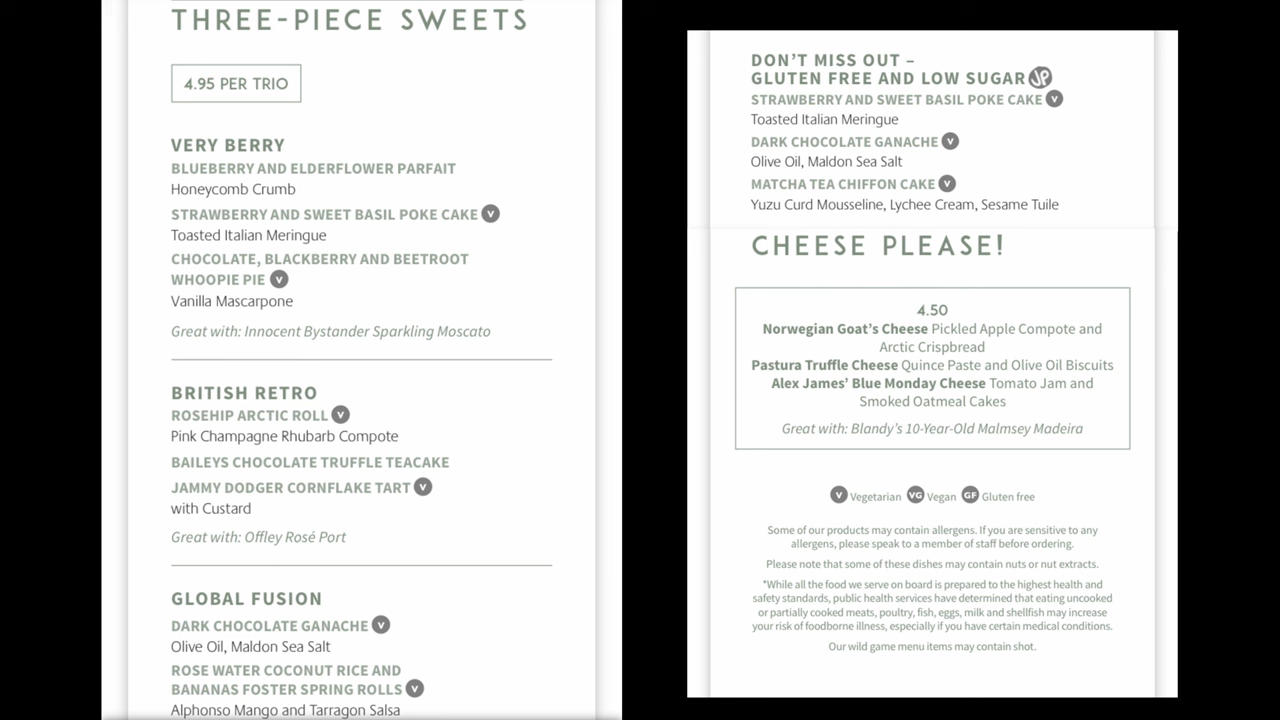 THREE-PIECE SWEETS
4.95 PER TRIO
VERY BERRY
BLUEBERRY AND ELDERFLOWER PARFAIT
Honeycomb Crumb
STRAWBERRY AND SWEET BASIL POKE CAKE V
Toasted Italian Meringue
CHOCOLATE, BLACKBERRY AND BEETROOT
WHOOPIE PIE V
Vanilla Mascarpone
Great with: Innocent Bystander Sparkling Moscato
BRITISH RETRO
ROSEHIP ARCTIC ROLL V
Pink Champagne Rhubarb Compote
BAILEYS CHOCOLATE TRUFFLE TEACAKE
JAMMY DODGER CORNFLAKE TART V
with Custard
Great with: Offley Rosé Port
GLOBAL FUSION
DARK CHOCOLATE GANACHE V
Olive Oil, Maldon Sea Salt
ROSE WATER COCONUT RICE AND
BANANAS FOSTER SPRING ROLLS V
Alphonso Mango and Tarragon Salsa
DON'T MISS OUT –
GLUTEN FREE AND LOW SUGAR JP
STRAWBERRY AND SWEET BASIL POKE CAKE V
Toasted Italian Meringue
DARK CHOCOLATE GANACHE V
Olive Oil, Maldon Sea Salt
MATCHA TEA CHIFFON CAKE V
Yuzu Curd Mousseline, Lychee Cream, Sesame Tuile
CHEESE PLEASE!
4.50
Norwegian Goat's Cheese Pickled Apple Compote and
Arctic Crispbread
Pastura Truffle Cheese Quince Paste and Olive Oil Biscuits
Alex James' Blue Monday Cheese Tomato Jam and
Smoked Oatmeal Cakes
Great with: Blandy's 10-Year-Old Malmsey Madeira
V Vegetarian VG Vegan GF Gluten free
Some of our products may contain allergens. If you are sensitive to any
allergens, please speak to a member of staff before ordering.
Please note that some of these dishes may contain nuts or nut extracts.
*While all the food we serve on board is prepared to the highest health and
safety standards, public health services have determined that eating uncooked
or partially cooked meats, poultry, fish, eggs, milk and shellfish may increase
your risk of foodborne illness, especially if you have certain medical conditions.
Our wild game menu items may contain shot.